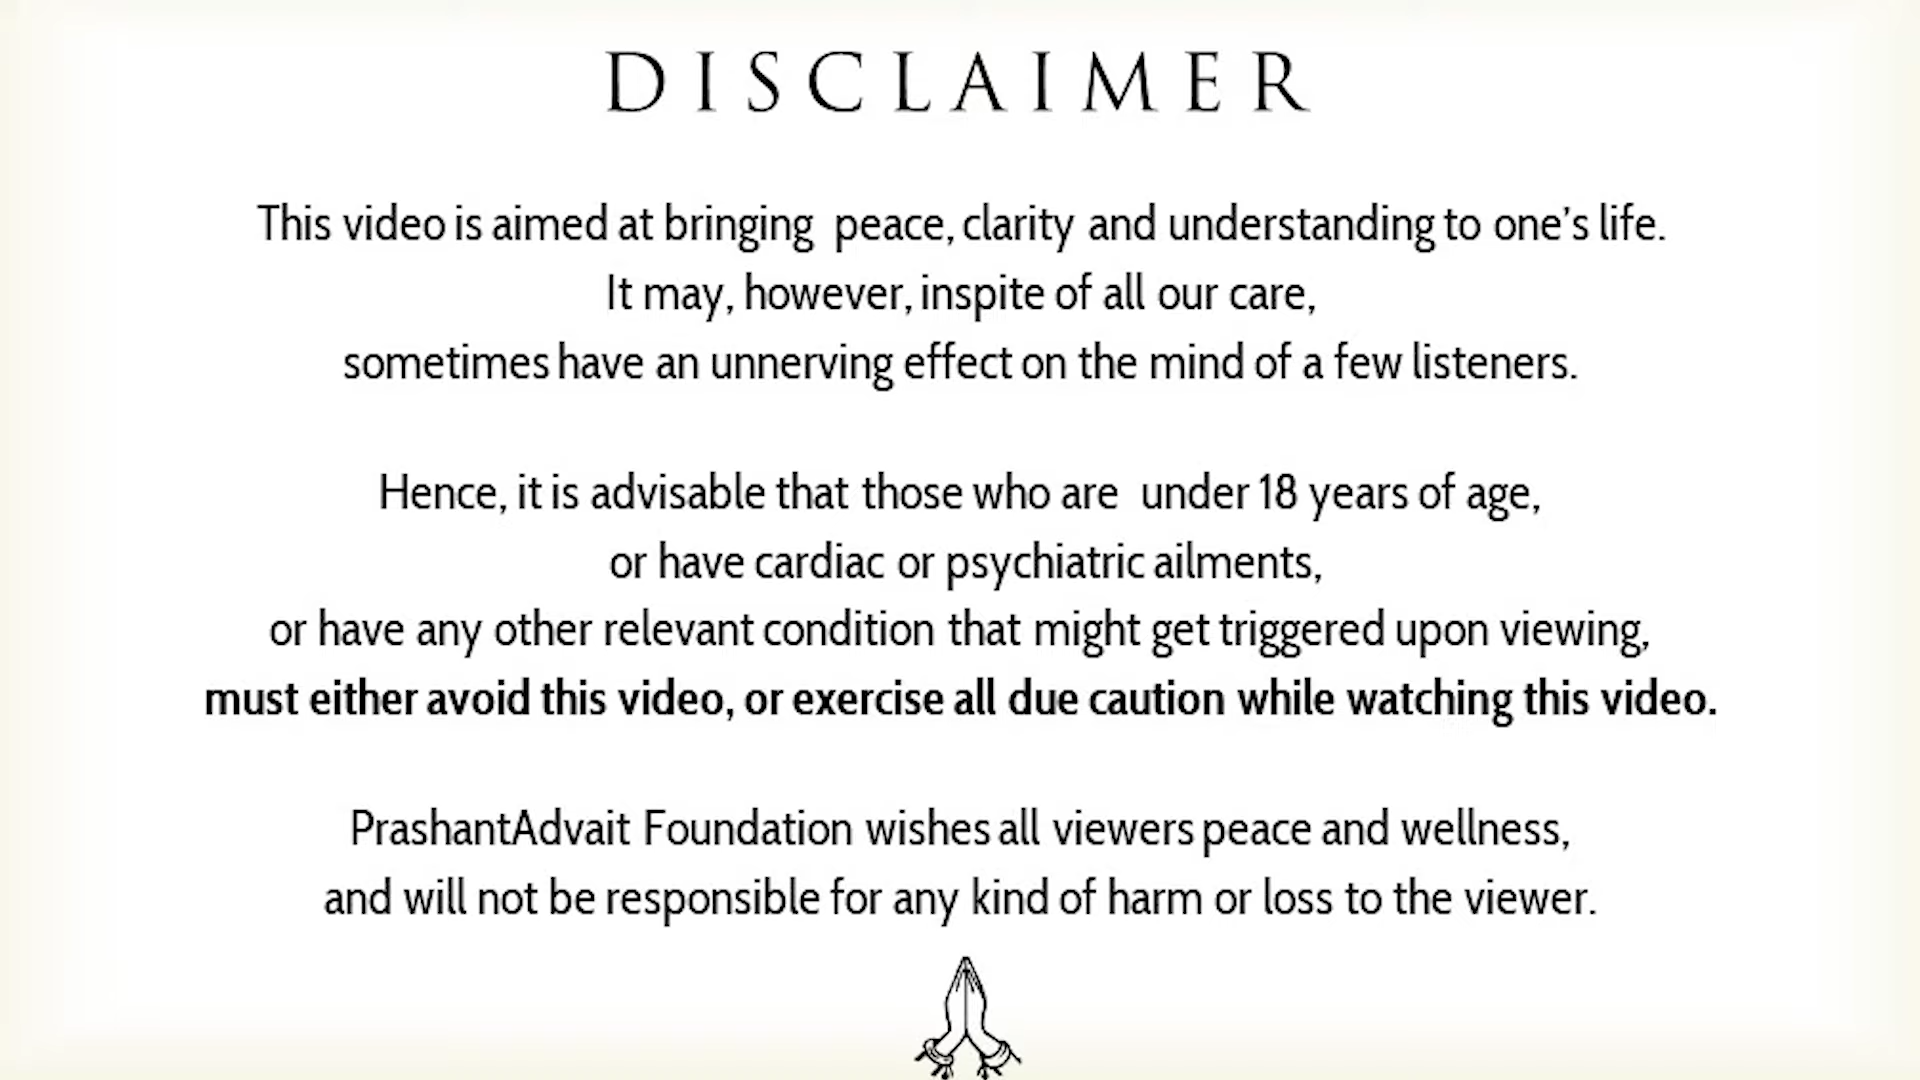 DISCLAIMER
This video is aimed at bringing peace, clarity and understanding to one's life.
It may, however, inspite of all our care,
sometimes have an unnerving effect on the mind of a few listeners.
Hence, it is advisable that those who are under 18 years of age,
or have cardiac or psychiatric ailments,
or have any other relevant condition that might get triggered upon viewing,
must either avoid this video, or exercise all due caution while watching this video.
PrashantAdvait Foundation wishes all viewers peace and wellness,
and will not be responsible for any kind of harm or loss to the viewer.